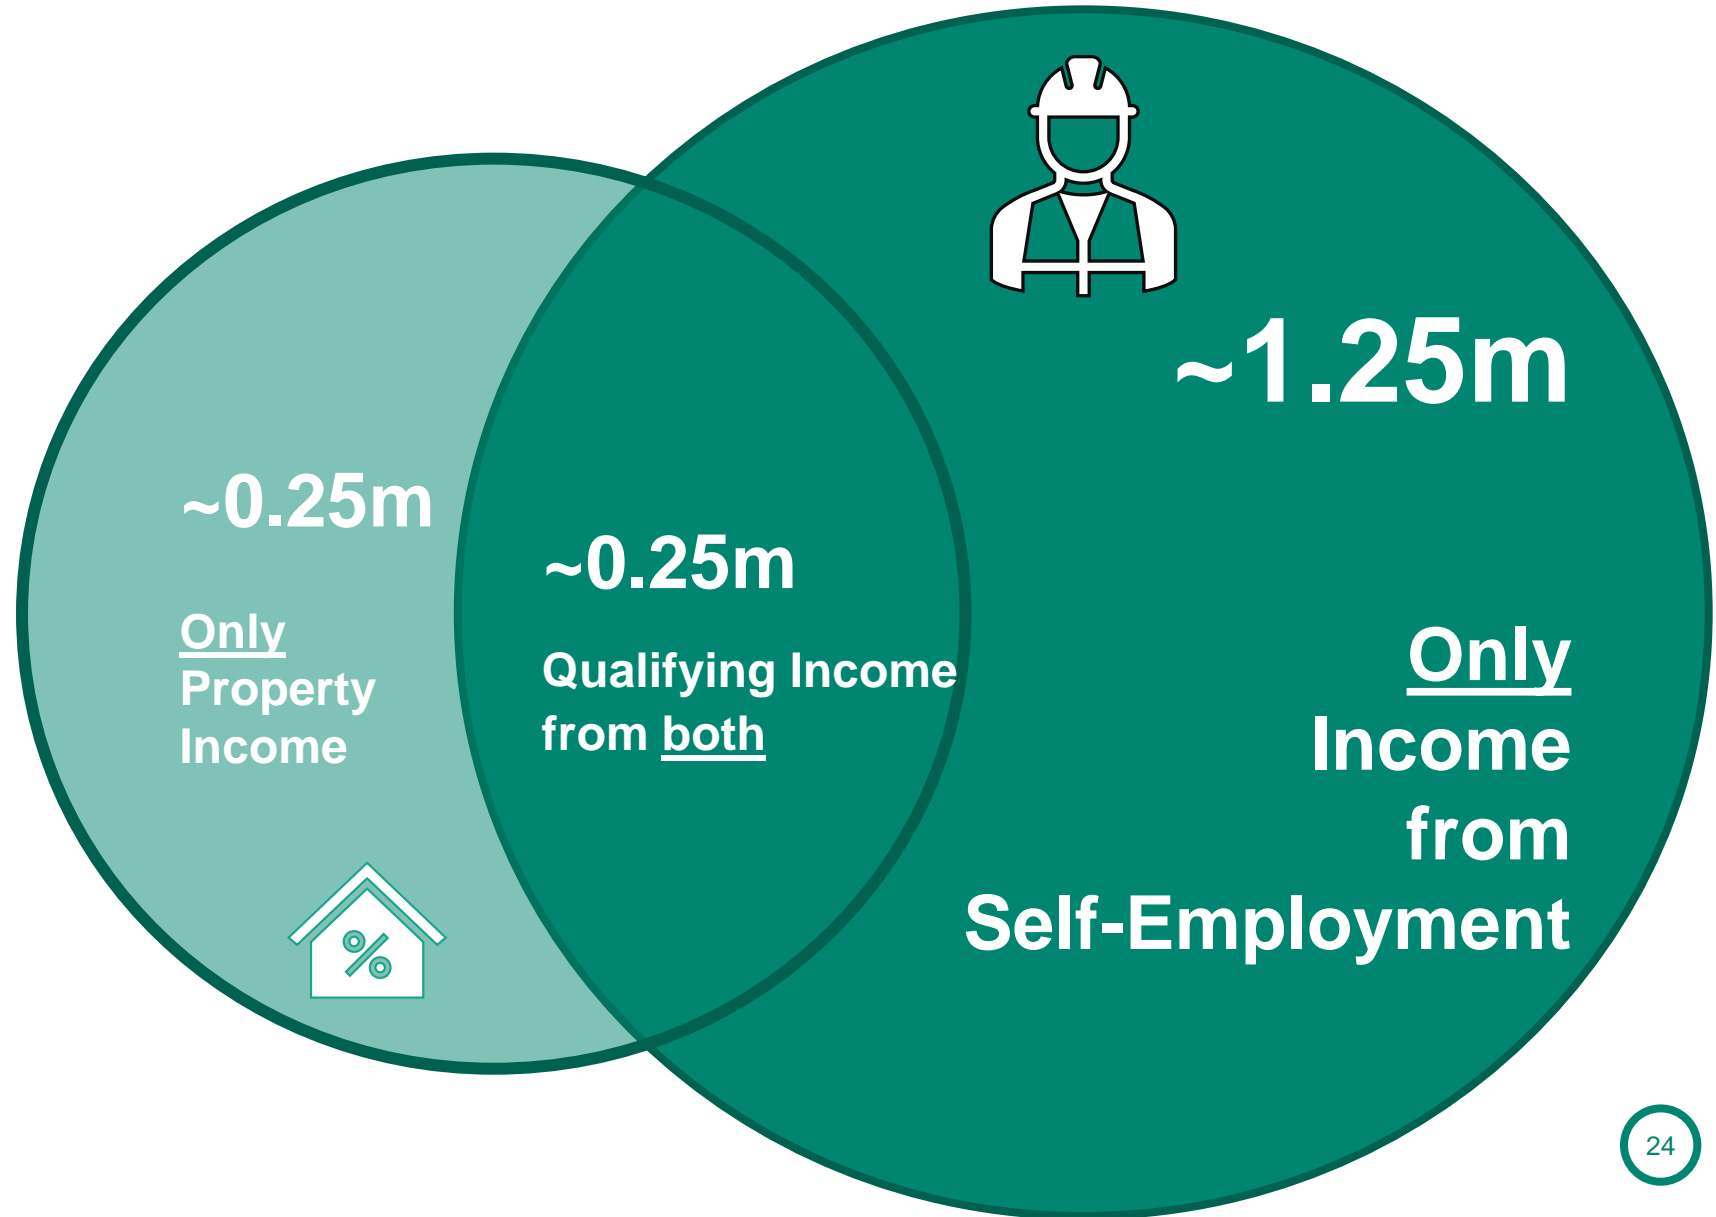 ~0.25m
Only
Property
Income
%
~0.25m
Qualifying Income
from both
~1.25m
Only
Income
from
Self-Employment
24